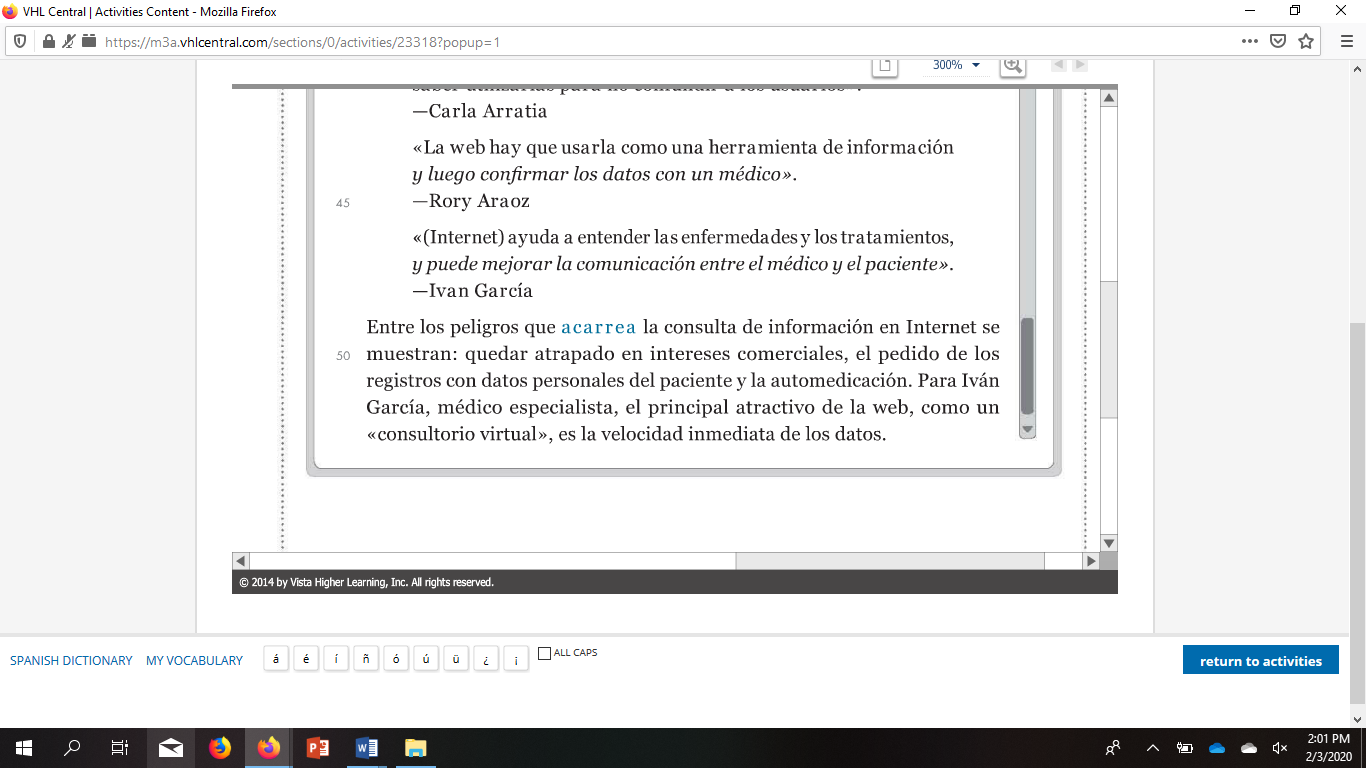 VHL Central | Activities Content - Mozilla Firefox
https://m3a.vhlcentral.com/sections/0/activities/23318?popup=1
300%
—Carla Arratia
«La web hay que usarla como una herramienta de información
y luego confirmar los datos con un médico».
45 —Rory Araoz
«(Internet) ayuda a entender las enfermedades y los tratamientos,
y puede mejorar la comunicación entre el médico y el paciente».
—Ivan García
Entre los peligros que acarrea la consulta de información en Internet se
50 muestran: quedar atrapado en intereses comerciales, el pedido de los
registros con datos personales del paciente y la automedicación. Para Iván
García, médico especialista, el principal atractivo de la web, como un
«consultorio virtual», es la velocidad inmediata de los datos.
© 2014 by Vista Higher Learning, Inc. All rights reserved.
SPANISH DICTIONARY MY VOCABULARY á é í ñ ó ú ü ¿ ¡ ALL CAPS
return to activities
2:01 PM
2/3/2020